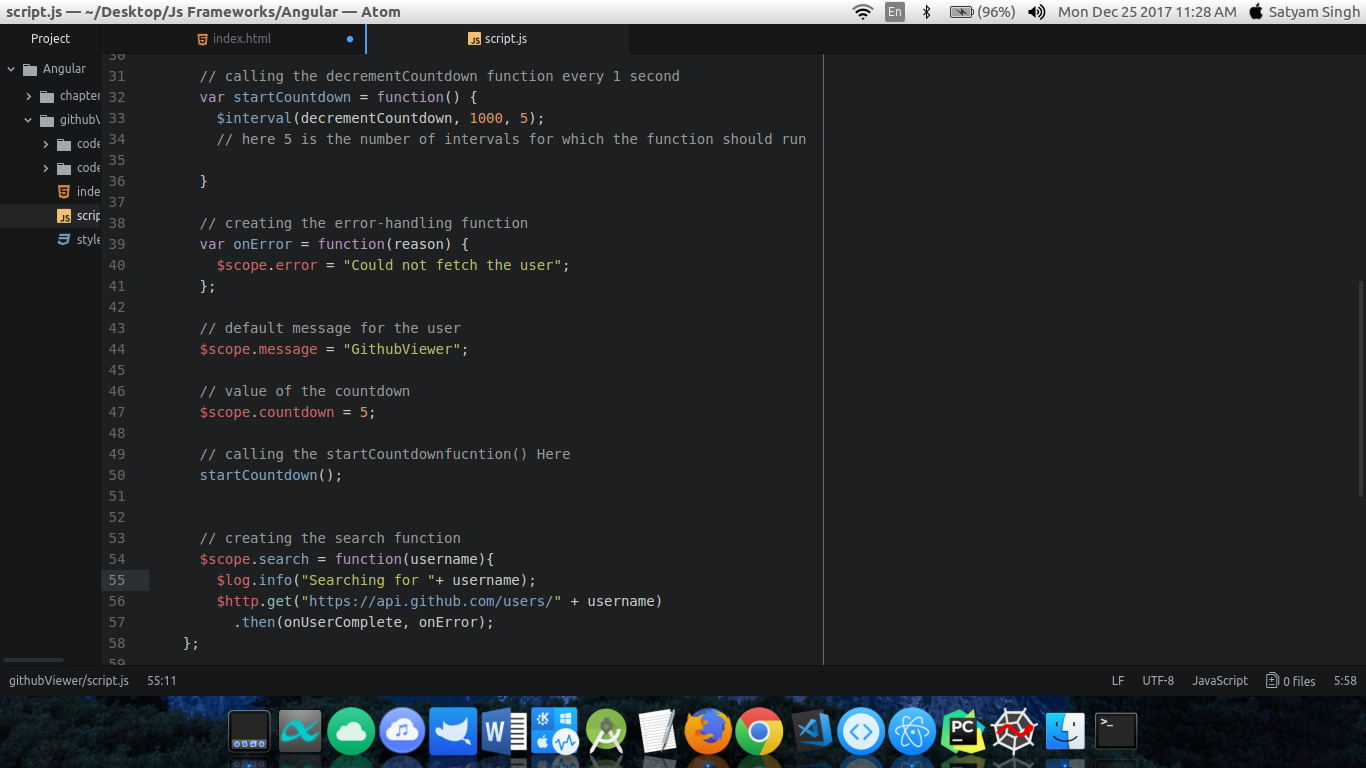 script.js — ~/Desktop/Js Frameworks/Angular — Atom
En
(96%)
Mon Dec 25 2017 11:28 AM
Satyam Singh
Project
index.html
script.js
Angular
chapter
githubV
code
code
inde
scrip
style
30
31 // calling the decrementCountdown function every 1 second
32 var startCountdown = function() {
33 $interval(decrementCountdown, 1000, 5);
34 // here 5 is the number of intervals for which the function should run
35
36 }
37
38 // creating the error-handling function
39 var onError = function(reason) {
40 $scope.error = "Could not fetch the user";
41 };
42
43 // default message for the user
44 $scope.message = "GithubViewer";
45
46 // value of the countdown
47 $scope.countdown = 5;
48
49 // calling the startCountdownfucntion() Here
50 startCountdown();
51
52
53 // creating the search function
54 $scope.search = function(username){
55 $log.info("Searching for "+ username);
56 $http.get("https://api.github.com/users/" + username)
57 .then(onUserComplete, onError);
58 };
59
githubViewer/script.js
55:11
LF
UTF-8
JavaScript
0 files
5:58
W
PC
>_